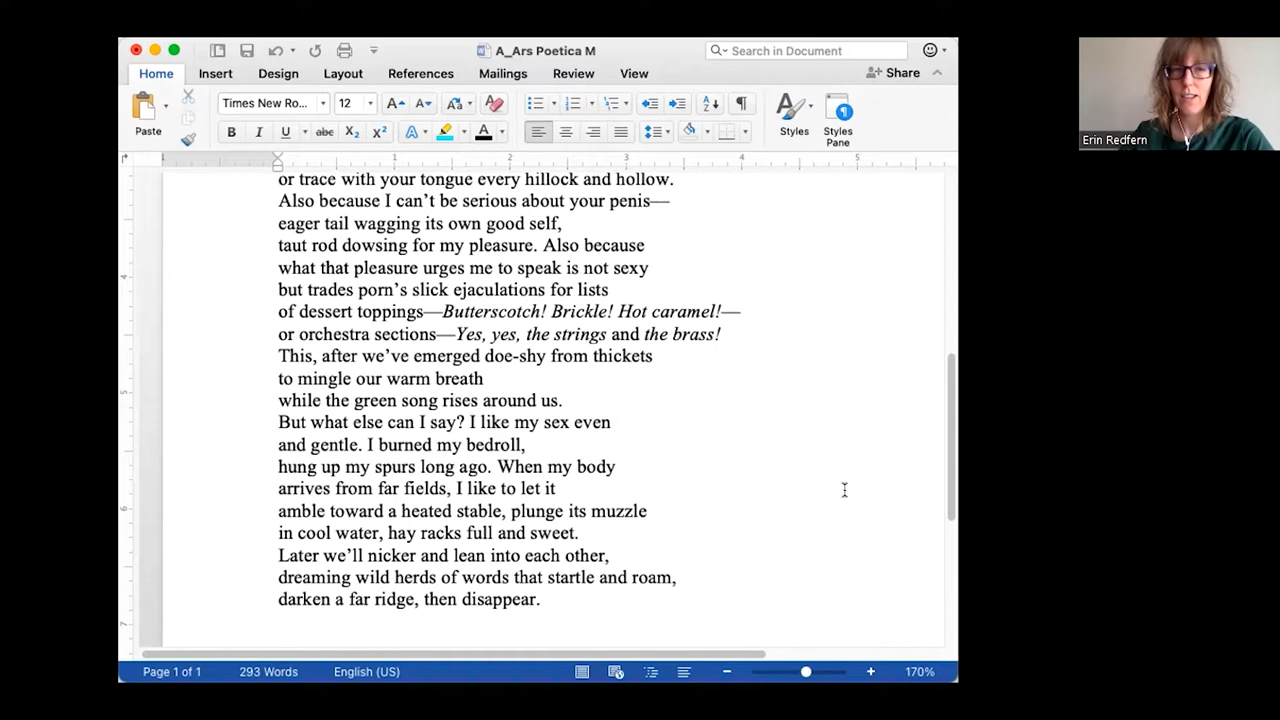 A_Ars Poetica M
Search in Document
Home Insert Design Layout References Mailings Review View
Share
Times New Ro... 12
Paste
Styles
Styles Pane
or trace with your tongue every hillock and hollow.
Also because I can't be serious about your penis—
eager tail wagging its own good self,
taut rod dowsing for my pleasure. Also because
what that pleasure urges me to speak is not sexy
but trades porn's slick ejaculations for lists
of dessert toppings—Butterscotch! Brickle! Hot caramel!—
or orchestra sections—Yes, yes, the strings and the brass!
This, after we've emerged doe-shy from thickets
to mingle our warm breath
while the green song rises around us.
But what else can I say? I like my sex even
and gentle. I burned my bedroll,
hung up my spurs long ago. When my body
arrives from far fields, I like to let it
amble toward a heated stable, plunge its muzzle
in cool water, hay racks full and sweet.
Later we'll nicker and lean into each other,
dreaming wild herds of words that startle and roam,
darken a far ridge, then disappear.
Page 1 of 1 293 Words English (US) 170%
Erin Redfern